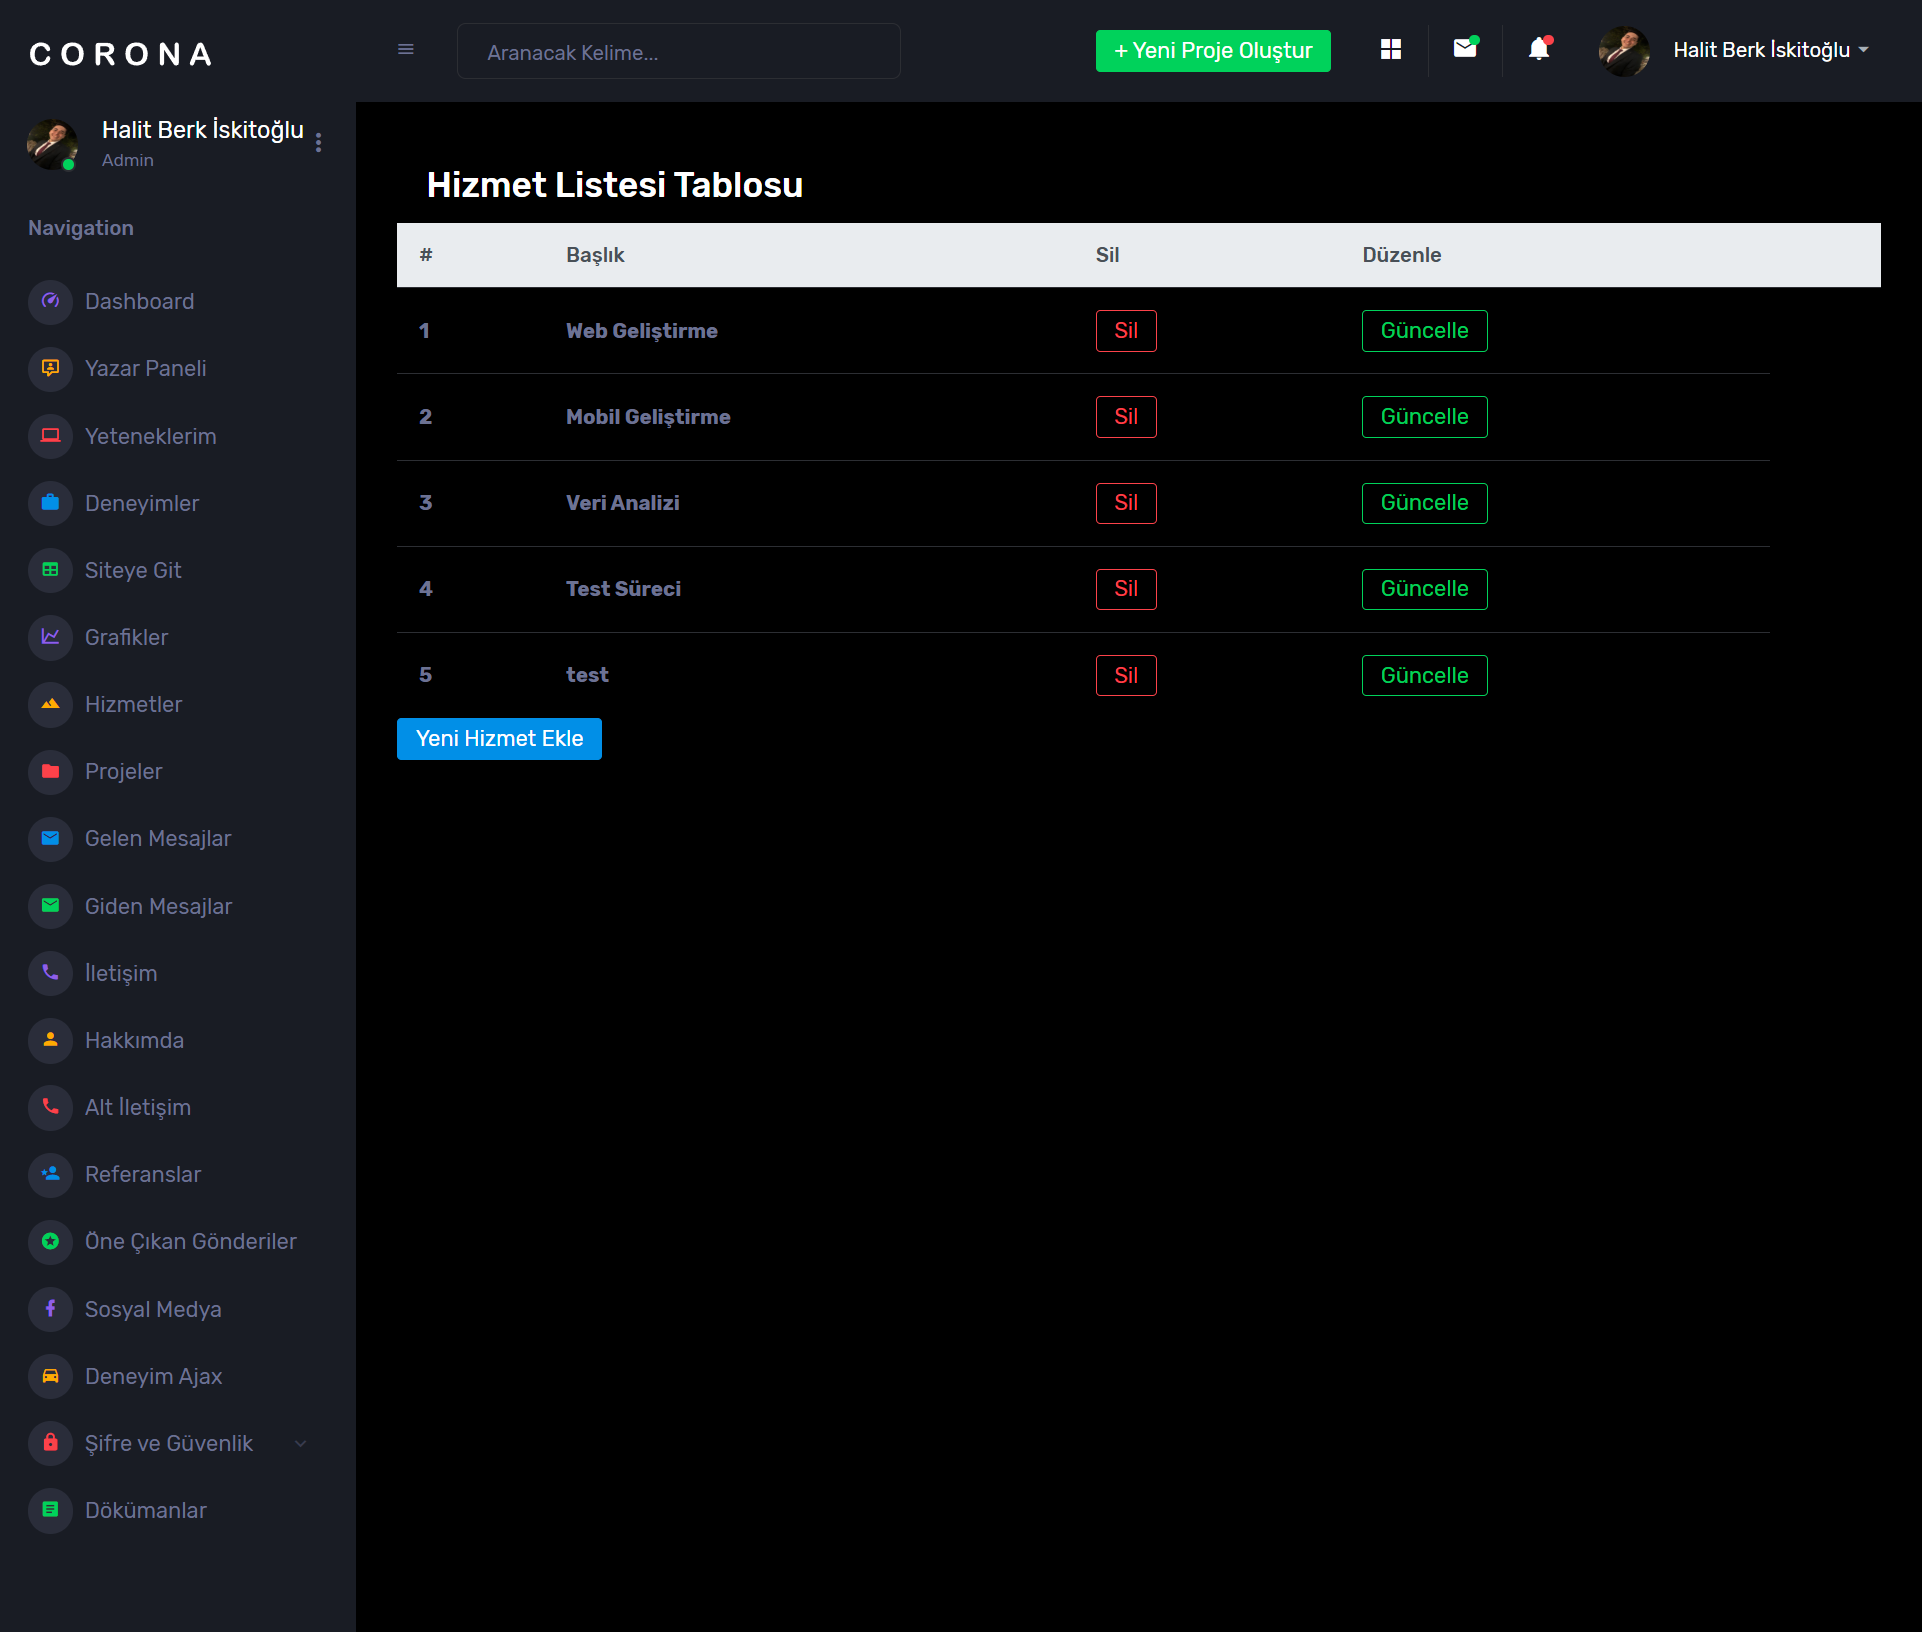 CORONA
Aranacak Kelime...
+ Yeni Proje Oluştur
Halit Berk İskitoğlu
Halit Berk İskitoğlu
Admin
Navigation
Dashboard
Yazar Paneli
Yeteneklerim
Deneyimler
Siteye Git
Grafikler
Hizmetler
Projeler
Gelen Mesajlar
Giden Mesajlar
İletişim
Hakkımda
Alt İletişim
Referanslar
Öne Çıkan Gönderiler
Sosyal Medya
Deneyim Ajax
Şifre ve Güvenlik
Dökümanlar
Hizmet Listesi Tablosu
# Başlık Sil Düzenle
1 Web Geliştirme Sil Güncelle
2 Mobil Geliştirme Sil Güncelle
3 Veri Analizi Sil Güncelle
4 Test Süreci Sil Güncelle
5 test Sil Güncelle
Yeni Hizmet Ekle